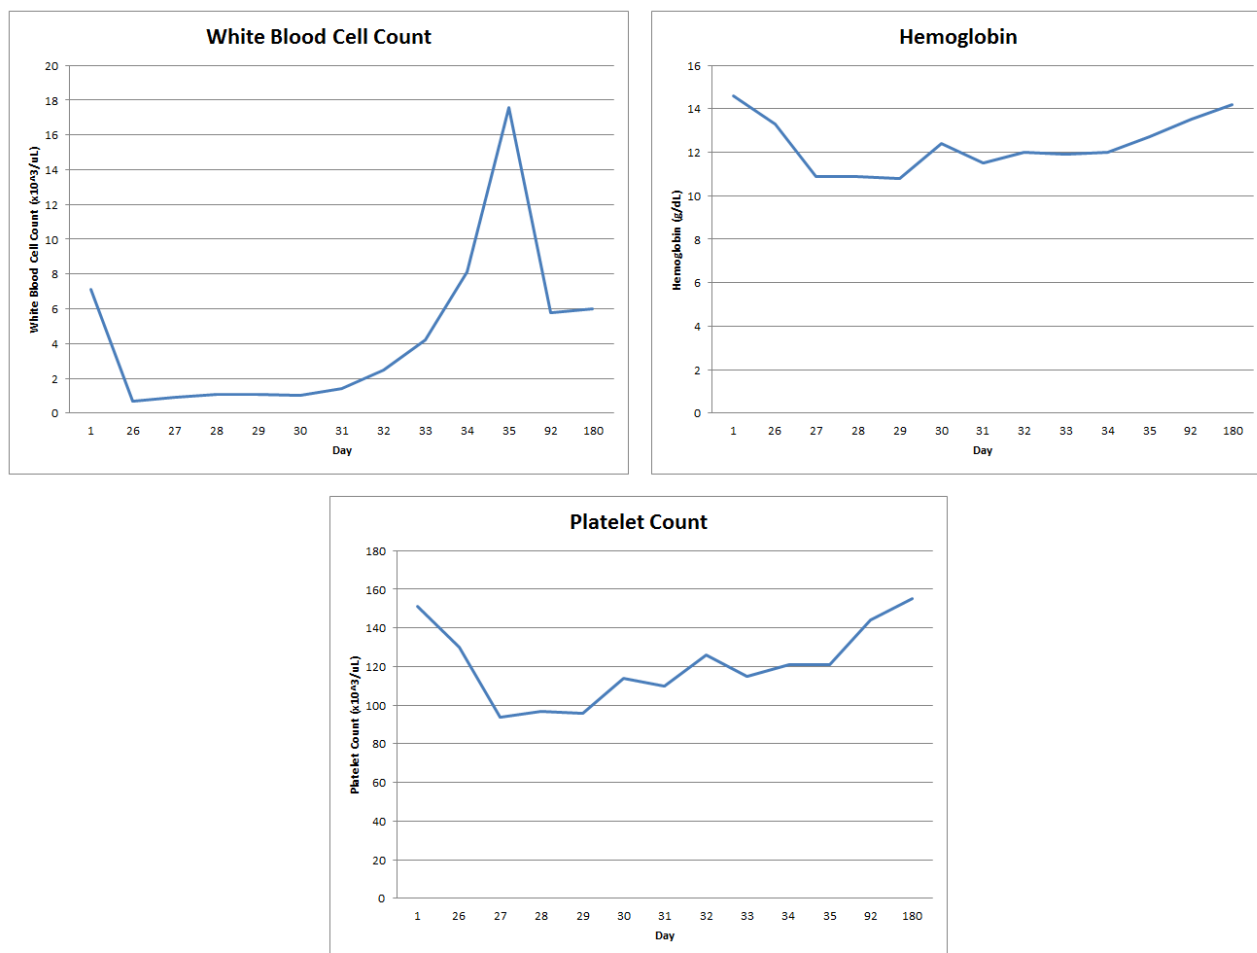 White Blood Cell Count
20
18
16
14
12
10
8
6
4
2
0
White Blood Cell Count (x10^3/uL)
1 26 27 28 29 30 31 32 33 34 35 92 180
Day
Hemoglobin
16
14
12
10
8
6
4
2
0
Hemoglobin (g/dL)
1 26 27 28 29 30 31 32 33 34 35 92 180
Day
Platelet Count
180
160
140
120
100
80
60
40
20
0
Platelet Count (x10^3/uL)
1 26 27 28 29 30 31 32 33 34 35 92 180
Day